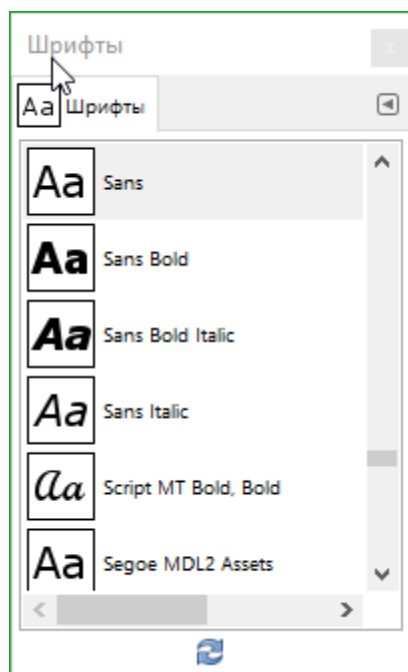 Шрифты
x
Aa Шрифты
Aa Sans
Aa Sans Bold
Aa Sans Bold Italic
Aa Sans Italic
Aa Script MT Bold, Bold
Aa Segoe MDL2 Assets